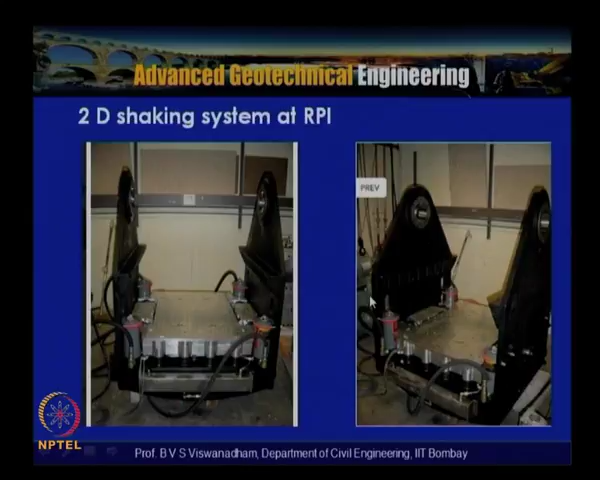 Advanced Geotechnical Engineering
2 D shaking system at RPI
PREV
NPTEL
Prof. B V S Viswanadham, Department of Civil Engineering, IIT Bombay